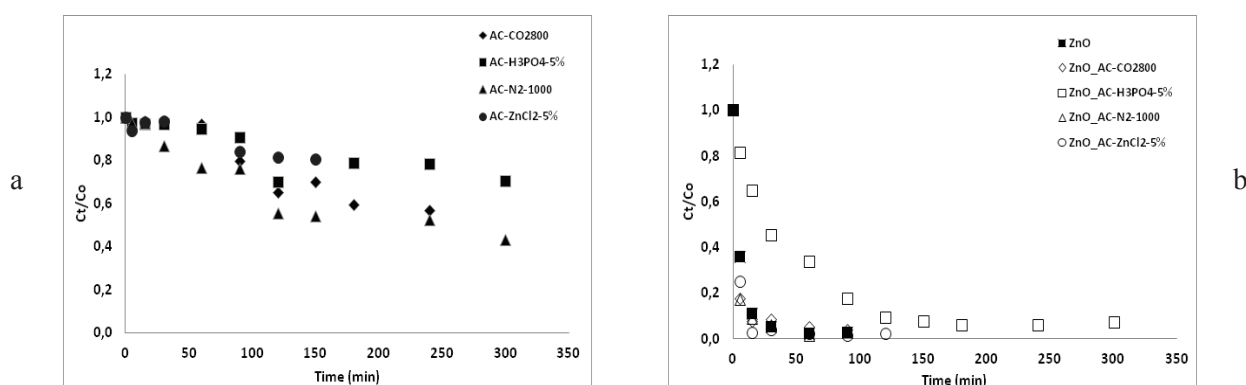 a
AC-CO2800
AC-H3PO4-5%
AC-N2-1000
AC-ZnCl2-5%
1,2
1,0
0,8
0,6
0,4
0,2
0,0
Ct/Co
0 50 100 150 200 250 300 350
Time (min)
b
ZnO
ZnO_AC-CO2800
ZnO_AC-H3PO4-5%
ZnO_AC-N2-1000
ZnO_AC-ZnCl2-5%
1,2
1,0
0,8
0,6
0,4
0,2
0,0
Ct/Co
0 50 100 150 200 250 300 350
Time (min)